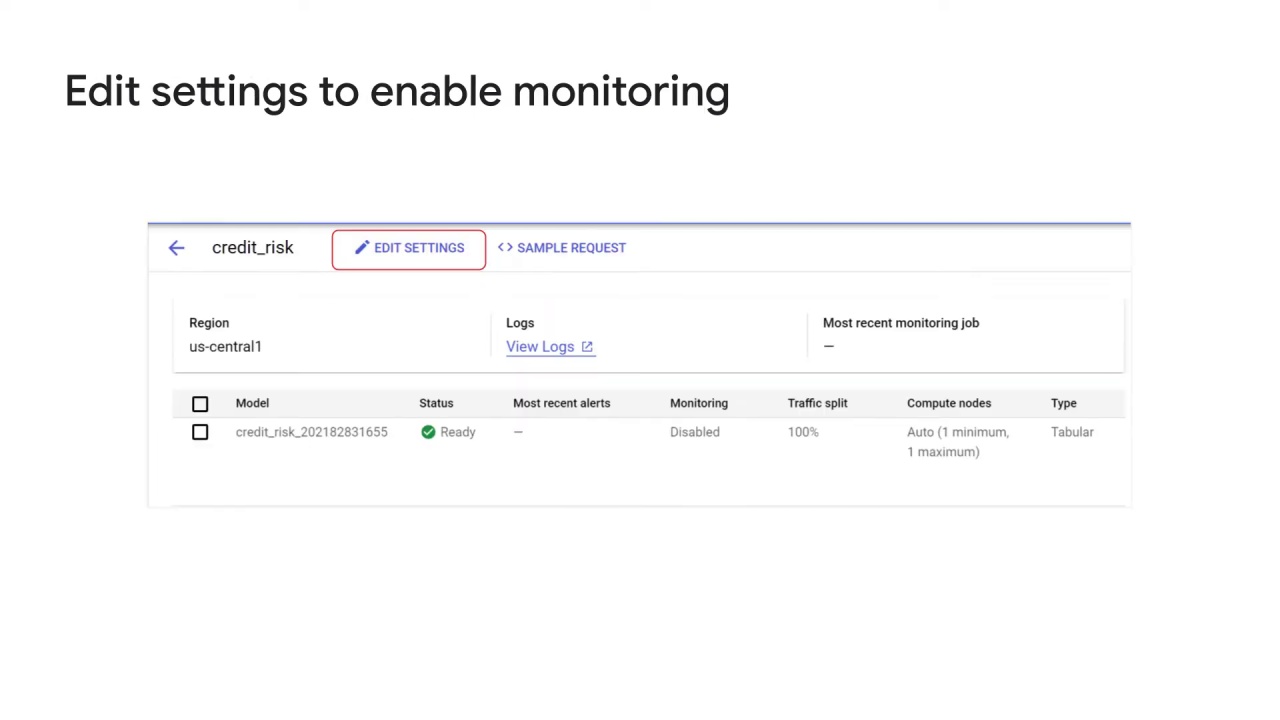 Edit settings to enable monitoring
credit_risk EDIT SETTINGS <> SAMPLE REQUEST
Region Logs Most recent monitoring job
us-central1 View Logs —
Model Status Most recent alerts Monitoring Traffic split Compute nodes Type
credit_risk_202182831655 Ready — Disabled 100% Auto (1 minimum, Tabular
1 maximum)